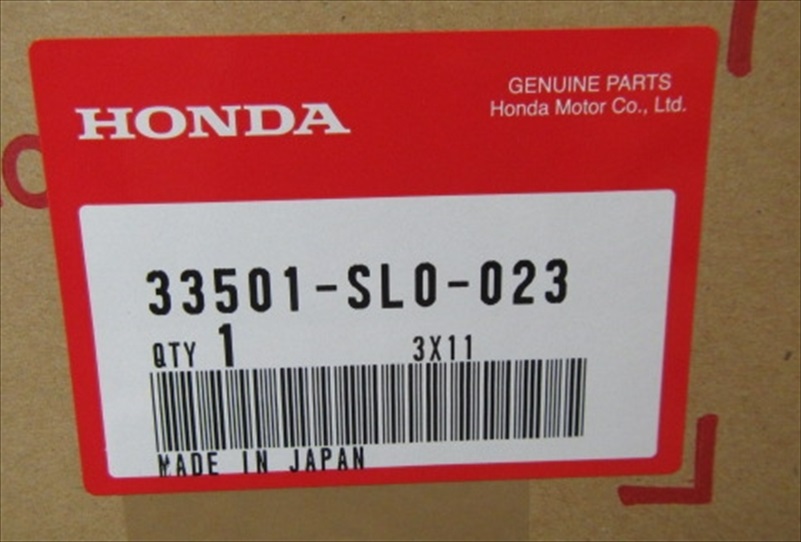 HONDA
GENUINE PARTS
Honda Motor Co., Ltd.
33501-SL0-023
QTY 1 3X11
MADE IN JAPAN